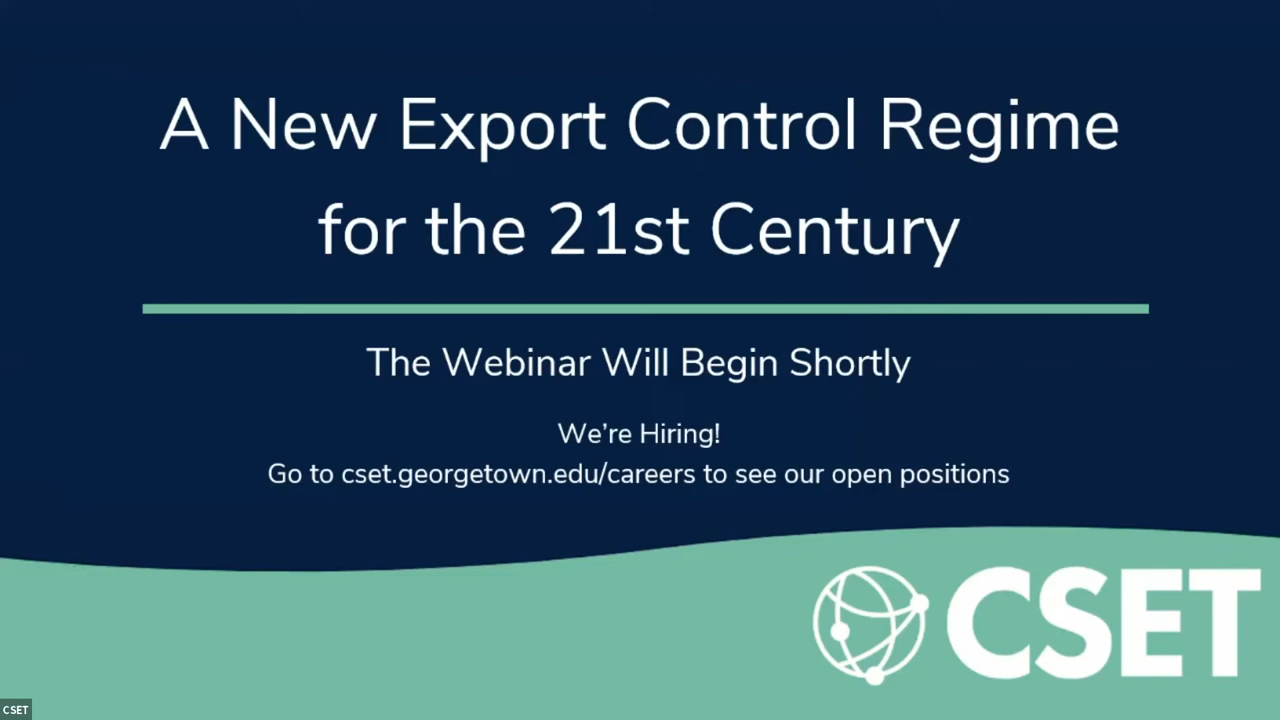 A New Export Control Regime
for the 21st Century
The Webinar Will Begin Shortly
We’re Hiring!
Go to cset.georgetown.edu/careers to see our open positions
CSET
CSET